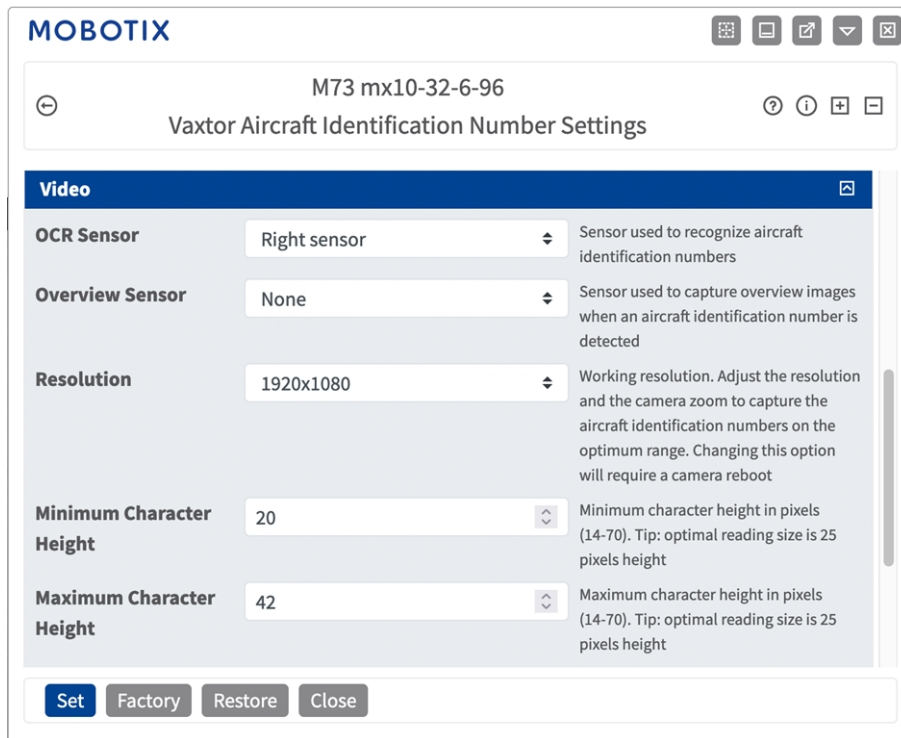 MOBOTIX
M73 mx10-32-6-96
Vaxtor Aircraft Identification Number Settings
Video
OCR Sensor
Right sensor
Sensor used to recognize aircraft
identification numbers
Overview Sensor
None
Sensor used to capture overview images
when an aircraft identification number is
detected
Resolution
1920x1080
Working resolution. Adjust the resolution
and the camera zoom to capture the
aircraft identification numbers on the
optimum range. Changing this option
will require a camera reboot
Minimum Character
Height
20
Minimum character height in pixels
(14-70). Tip: optimal reading size is 25
pixels height
Maximum Character
Height
42
Maximum character height in pixels
(14-70). Tip: optimal reading size is 25
pixels height
Set
Factory
Restore
Close